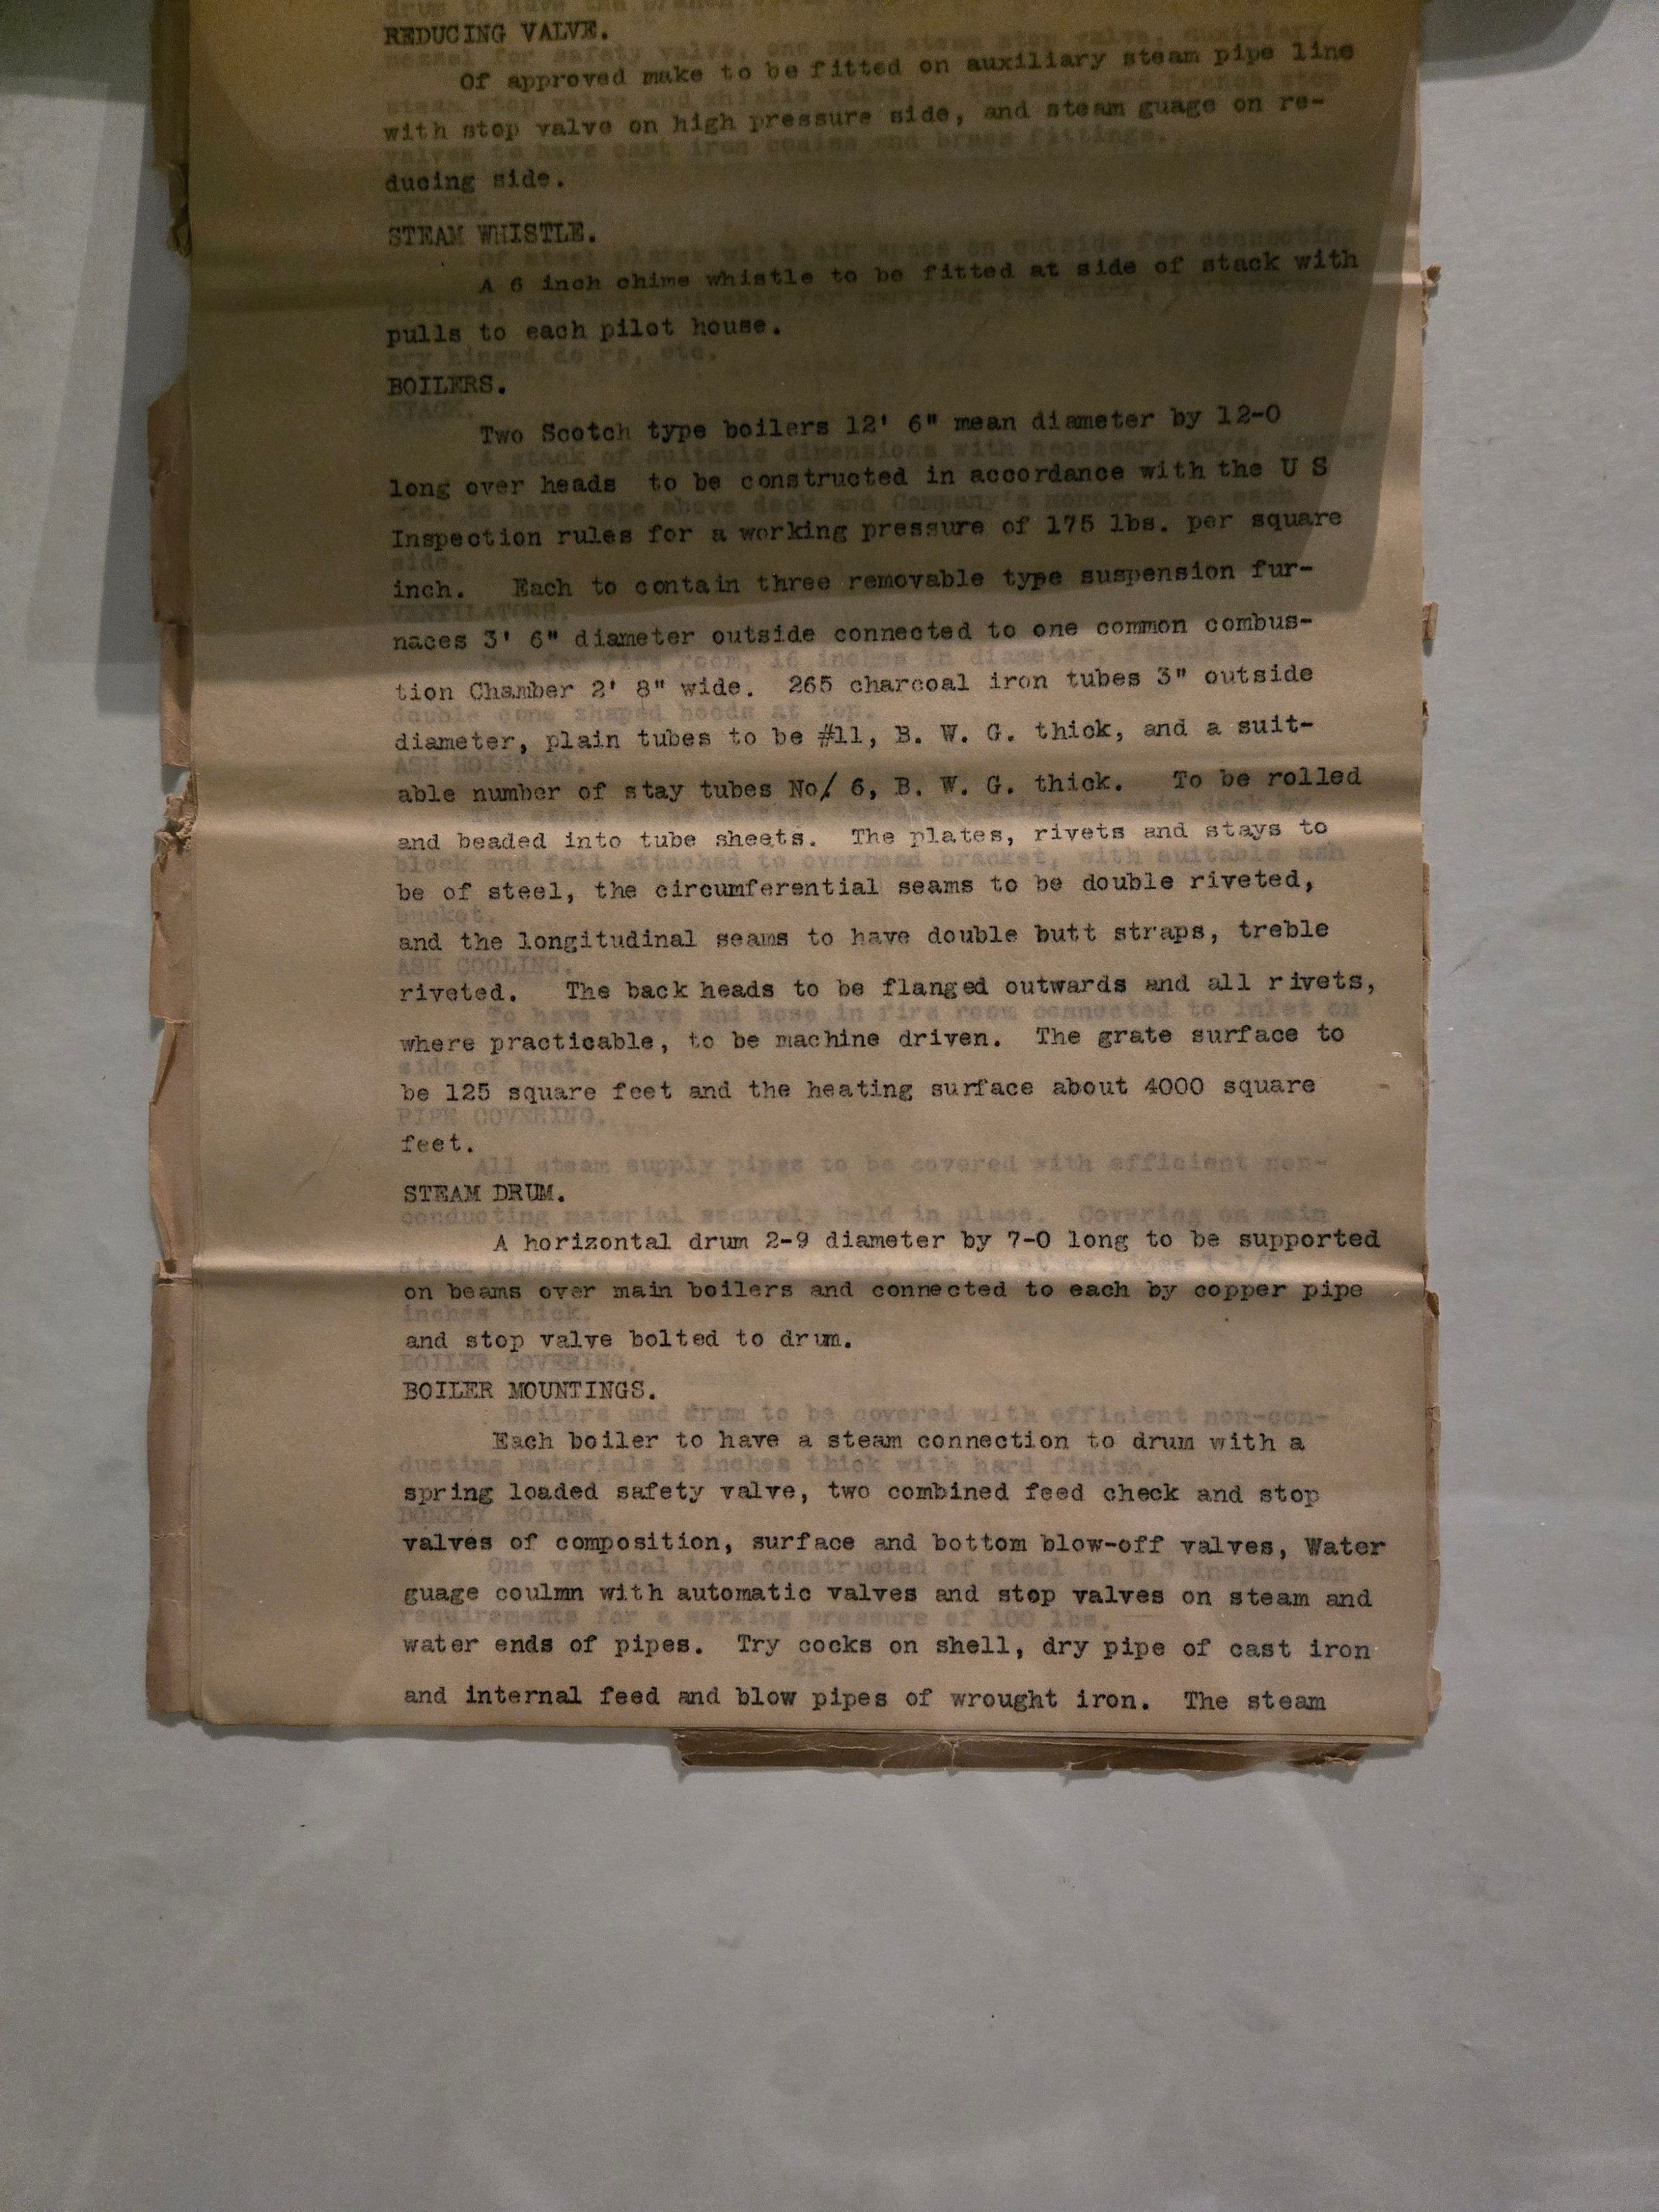 REDUCING VALVE.
Of approved make to be fitted on auxiliary steam pipe line
with stop valve on high pressure side, and steam guage on re-
ducing side.
STEAM WHISTLE.
A 6 inch chime whistle to be fitted at side of stack with
pulls to each pilot house.
BOILERS.
Two Scotch type boilers 12' 6" mean diameter by 12-0
long over heads to be constructed in accordance with the U S
Inspection rules for a working pressure of 175 lbs. per square
inch. Each to contain three removable type suspension fur-
naces 3' 6" diameter outside connected to one common combus-
tion Chamber 2' 8" wide. 265 charcoal iron tubes 3" outside
diameter, plain tubes to be #11, B. W. G. thick, and a suit-
able number of stay tubes No/ 6, B. W. G. thick. To be rolled
and beaded into tube sheets. The plates, rivets and stays to
be of steel, the circumferential seams to be double riveted,
and the longitudinal seams to have double butt straps, treble
riveted. The back heads to be flanged outwards and all rivets,
where practicable, to be machine driven. The grate surface to
be 125 square feet and the heating surface about 4000 square
feet.
STEAM DRUM.
A horizontal drum 2-9 diameter by 7-0 long to be supported
on beams over main boilers and connected to each by copper pipe
and stop valve bolted to drum.
BOILER MOUNTINGS.
Each boiler to have a steam connection to drum with a
spring loaded safety valve, two combined feed check and stop
valves of composition, surface and bottom blow-off valves, Water
guage coulmn with automatic valves and stop valves on steam and
water ends of pipes. Try cocks on shell, dry pipe of cast iron
and internal feed and blow pipes of wrought iron. The steam